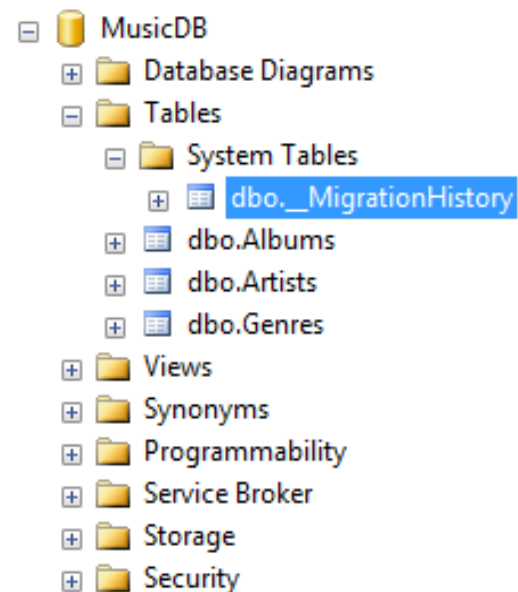 MusicDB
Database Diagrams
Tables
System Tables
dbo.__MigrationHistory
dbo.Albums
dbo.Artists
dbo.Genres
Views
Synonyms
Programmability
Service Broker
Storage
Security